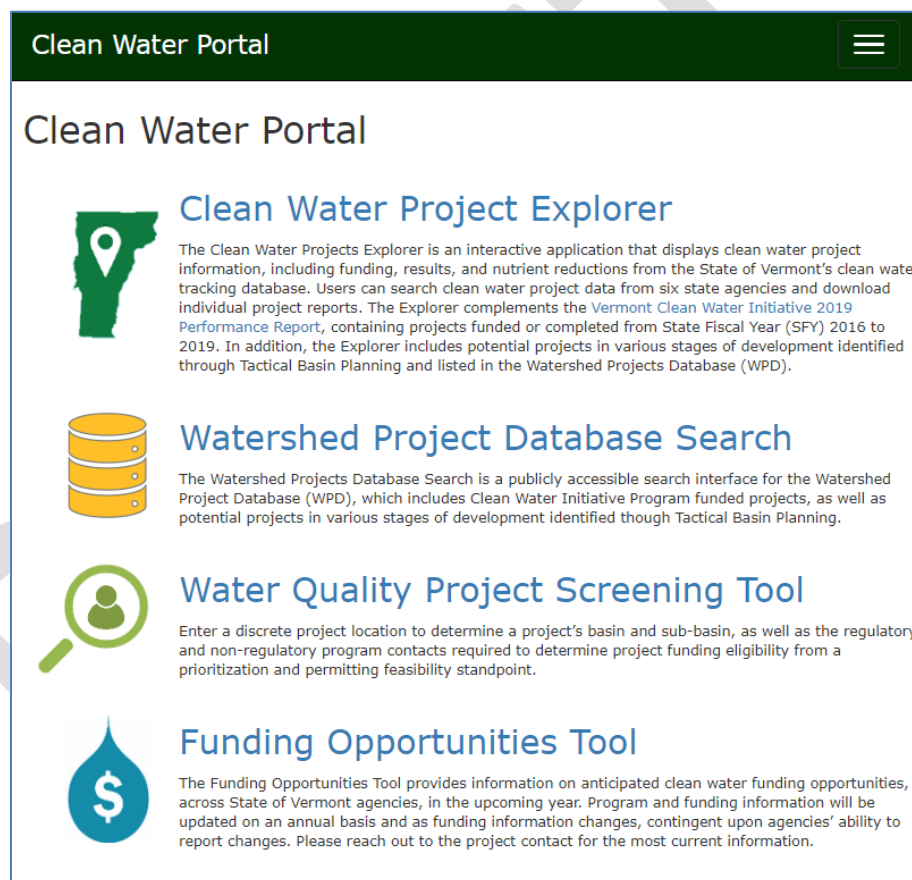 Clean Water Portal
Clean Water Portal
Clean Water Project Explorer
The Clean Water Projects Explorer is an interactive application that displays clean water project
information, including funding, results, and nutrient reductions from the State of Vermont's clean wate
tracking database. Users can search clean water project data from six state agencies and download
individual project reports. The Explorer complements the Vermont Clean Water Initiative 2019
Performance Report, containing projects funded or completed from State Fiscal Year (SFY) 2016 to
2019. In addition, the Explorer includes potential projects in various stages of development identified
through Tactical Basin Planning and listed in the Watershed Projects Database (WPD).
Watershed Project Database Search
The Watershed Projects Database Search is a publicly accessible search interface for the Watershed
Project Database (WPD), which includes Clean Water Initiative Program funded projects, as well as
potential projects in various stages of development identified though Tactical Basin Planning.
Water Quality Project Screening Tool
Enter a discrete project location to determine a project's basin and sub-basin, as well as the regulatory
and non-regulatory program contacts required to determine project funding eligibility from a
prioritization and permitting feasibility standpoint.
$
Funding Opportunities Tool
The Funding Opportunities Tool provides information on anticipated clean water funding opportunities,
across State of Vermont agencies, in the upcoming year. Program and funding information will be
updated on an annual basis and as funding information changes, contingent upon agencies' ability to
report changes. Please reach out to the project contact for the most current information.